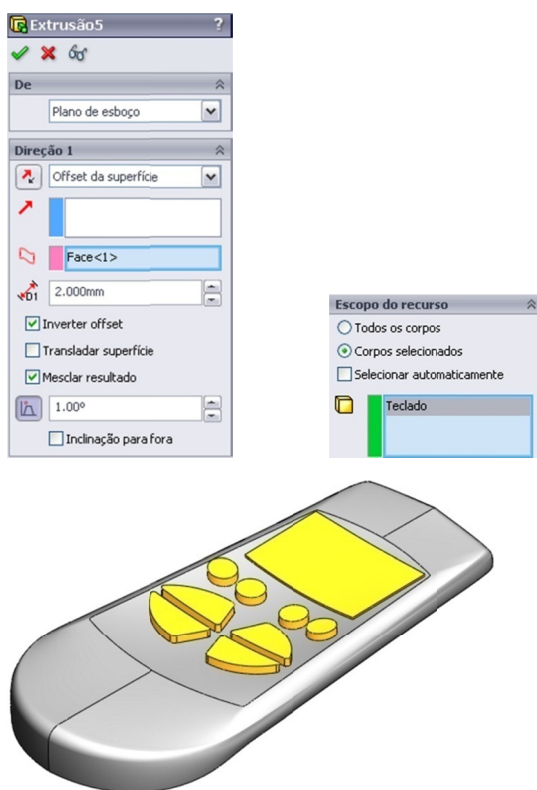 Extrusão5 ?
De
Plano de esboço
Direção 1
Offset da superfície
Face<1>
D1 2.000mm
Inverter offset
Transladar superfície
Mesclar resultado
1.00º
Inclinação para fora
Escopo do recurso
Todos os corpos
Corpos selecionados
Selecionar automaticamente
Teclado